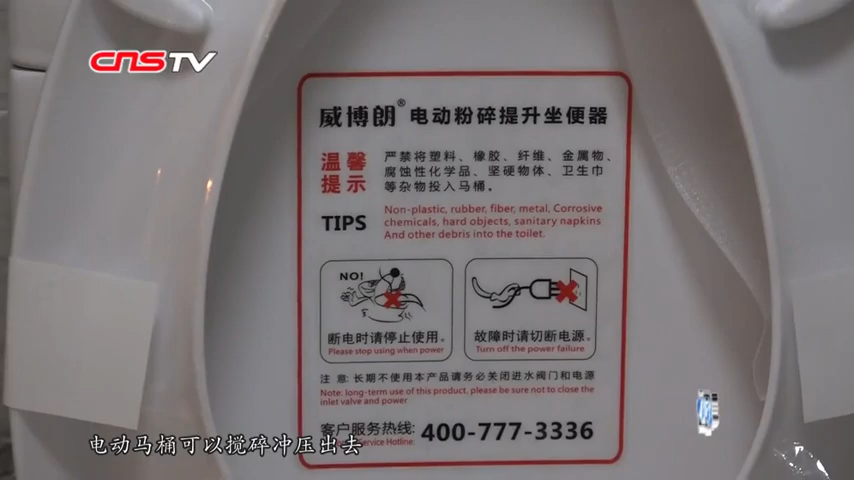 CNSTV
威博朗® 电动粉碎提升坐便器
温馨
提示
严禁将塑料、橡胶、纤维、金属物、
腐蚀性化学品、坚硬物体、卫生巾
等杂物投入马桶。
TIPS
Non-plastic, rubber, fiber, metal, Corrosive
chemicals, hard objects, sanitary napkins
And other debris into the toilet.
NO!
断电时请停止使用。
Please stop using when power
故障时请切断电源。
Turn off the power failure
注 意: 长期不使用本产品请务必关闭进水阀门和电源
Note: long-term use of this product, please be sure not to close the
inlet valve and power
客户服务热线: 400-777-3336
Service Hotline:
电动马桶可以搅碎冲压出去